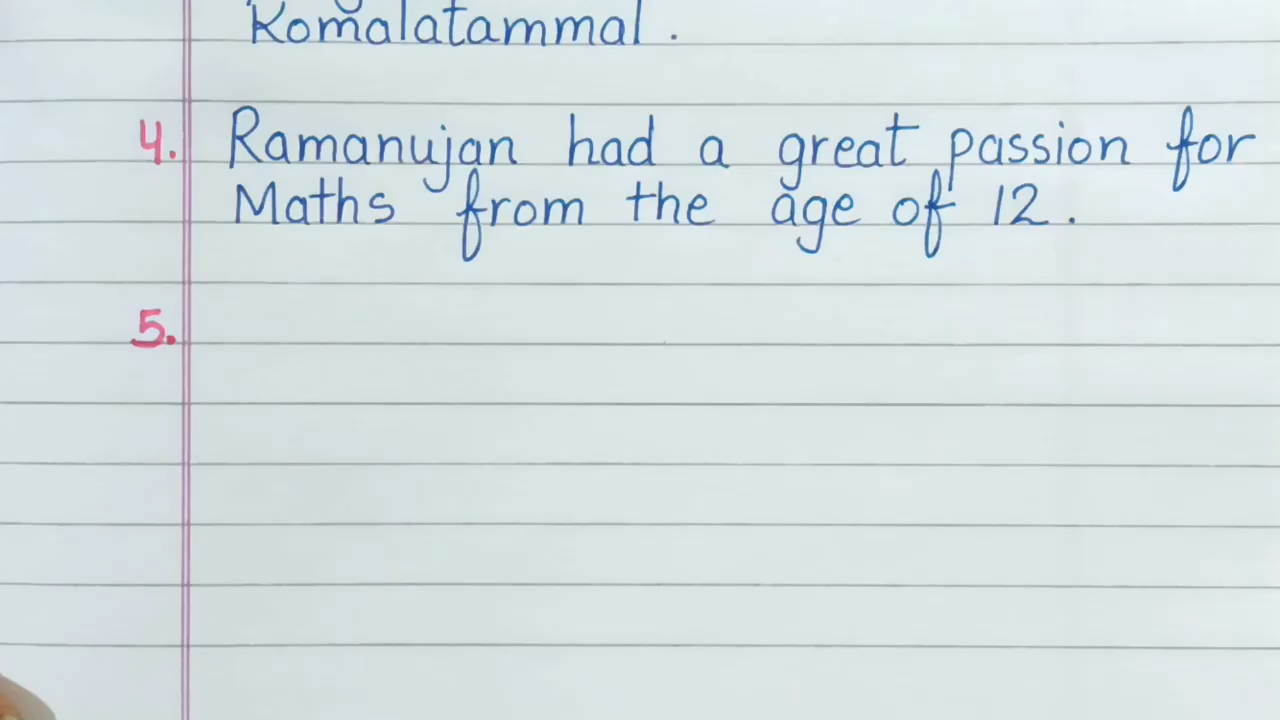 Komalatammal.
4. Ramanujan had a great passion for
Maths from the age of 12.
5.